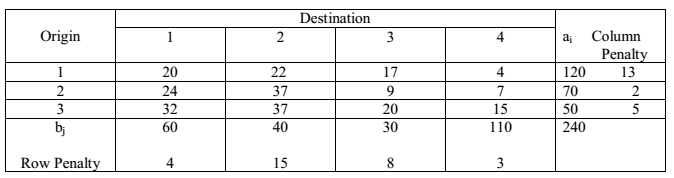 Destination
Origin 1 2 3 4 ai Column
Penalty
1 20 22 17 4 120 13
2 24 37 9 7 70 2
3 32 37 20 15 50 5
bj 60 40 30 110 240
Row Penalty 4 15 8 3